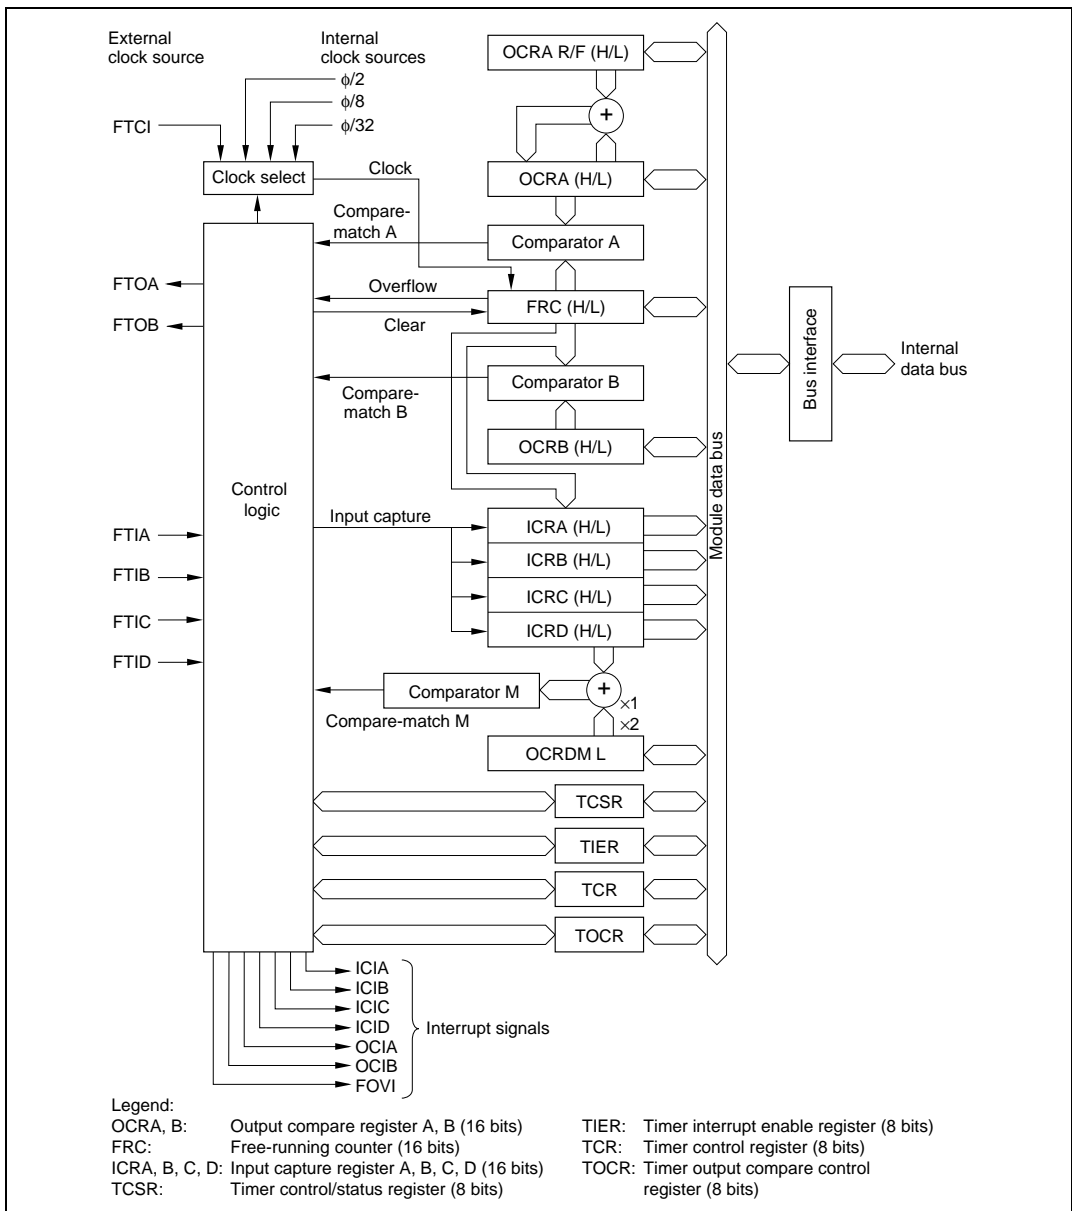 External
clock source
Internal
clock sources
ϕ/2
ϕ/8
ϕ/32
FTCI
Clock select
Clock
OCRA R/F (H/L)
+
OCRA (H/L)
Compare-
match A
Comparator A
FTOA
Overflow
FRC (H/L)
FTOB
Clear
Comparator B
Compare-
match B
OCRB (H/L)
Bus interface
Internal
data bus
Module data bus
Control
logic
Input capture
ICRA (H/L)
ICRB (H/L)
ICRC (H/L)
ICRD (H/L)
FTIA
FTIB
FTIC
FTID
Comparator M
+
×1
×2
Compare-match M
OCRDM L
TCSR
TIER
TCR
TOCR
ICIA
ICIB
ICIC
ICID
OCIA
OCIB
FOVI
Interrupt signals
Legend:
OCRA, B: Output compare register A, B (16 bits)
FRC: Free-running counter (16 bits)
ICRA, B, C, D: Input capture register A, B, C, D (16 bits)
TCSR: Timer control/status register (8 bits)
TIER: Timer interrupt enable register (8 bits)
TCR: Timer control register (8 bits)
TOCR: Timer output compare control
register (8 bits)